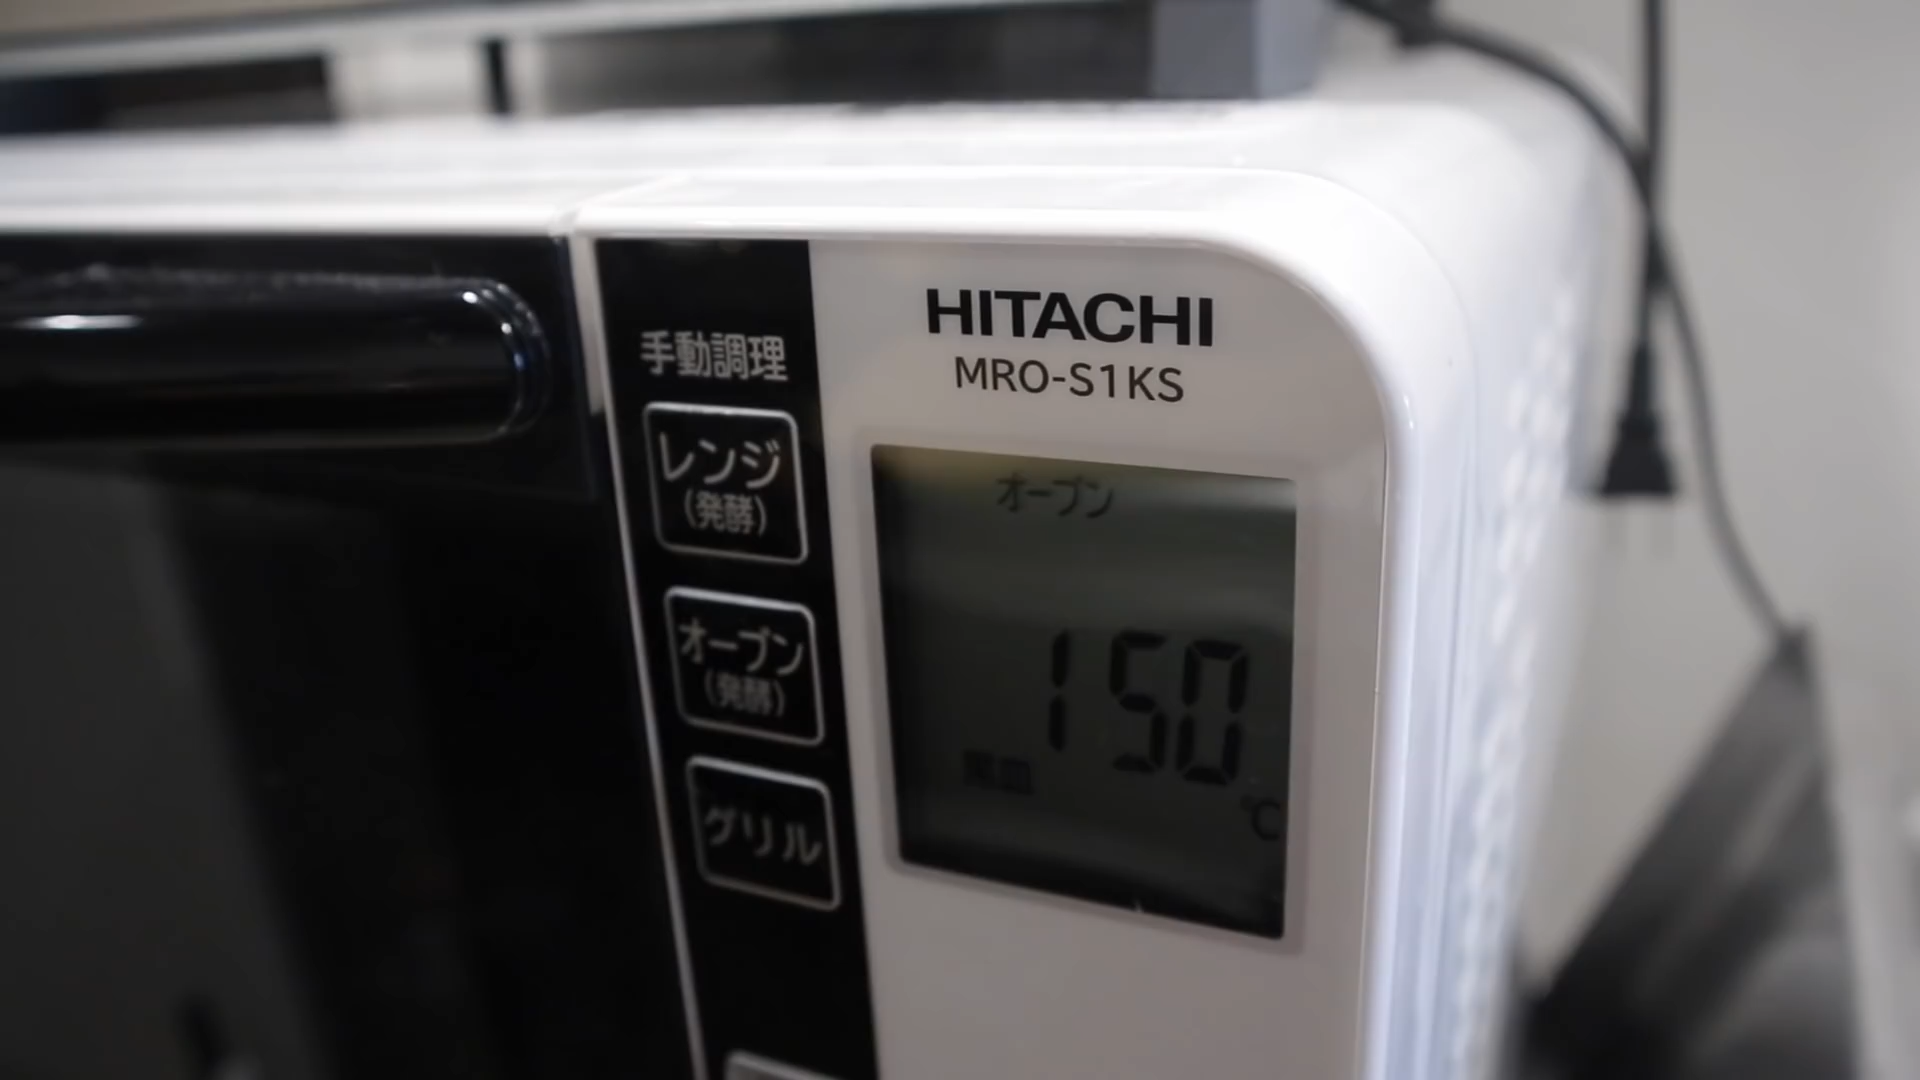 HITACHI
MRO-S1KS
手動調理
レンジ
(発酵)
オーブン
(発酵)
グリル
オーブン
150
℃